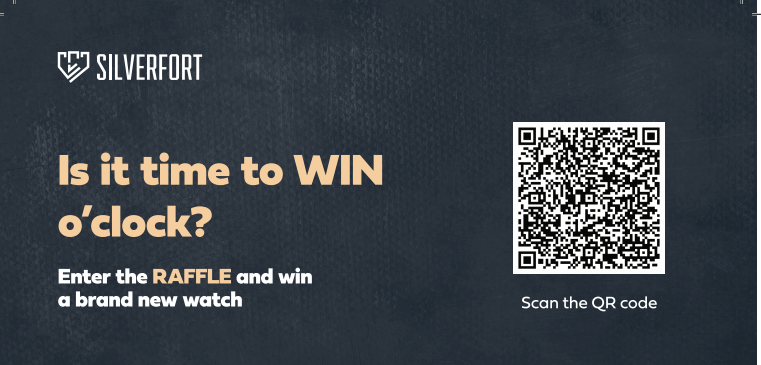 SILVERFORT
Is it time to WIN
o’clock?
Enter the RAFFLE and win
a brand new watch
Scan the QR code